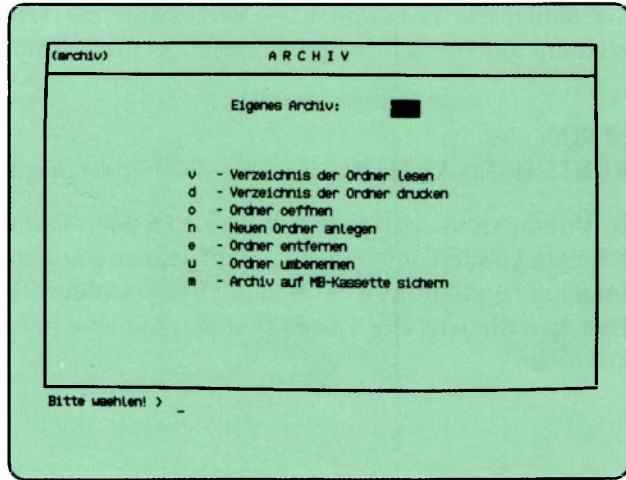 (archiv) A R C H I V
Eigenes Archiv:
v - Verzeichnis der Ordner lesen
d - Verzeichnis der Ordner drucken
o - Ordner oeffnen
n - Neuen Ordner anlegen
e - Ordner entfernen
u - Ordner umbenennen
m - Archiv auf MB-Kassette sichern
Bitte waehlen! > _